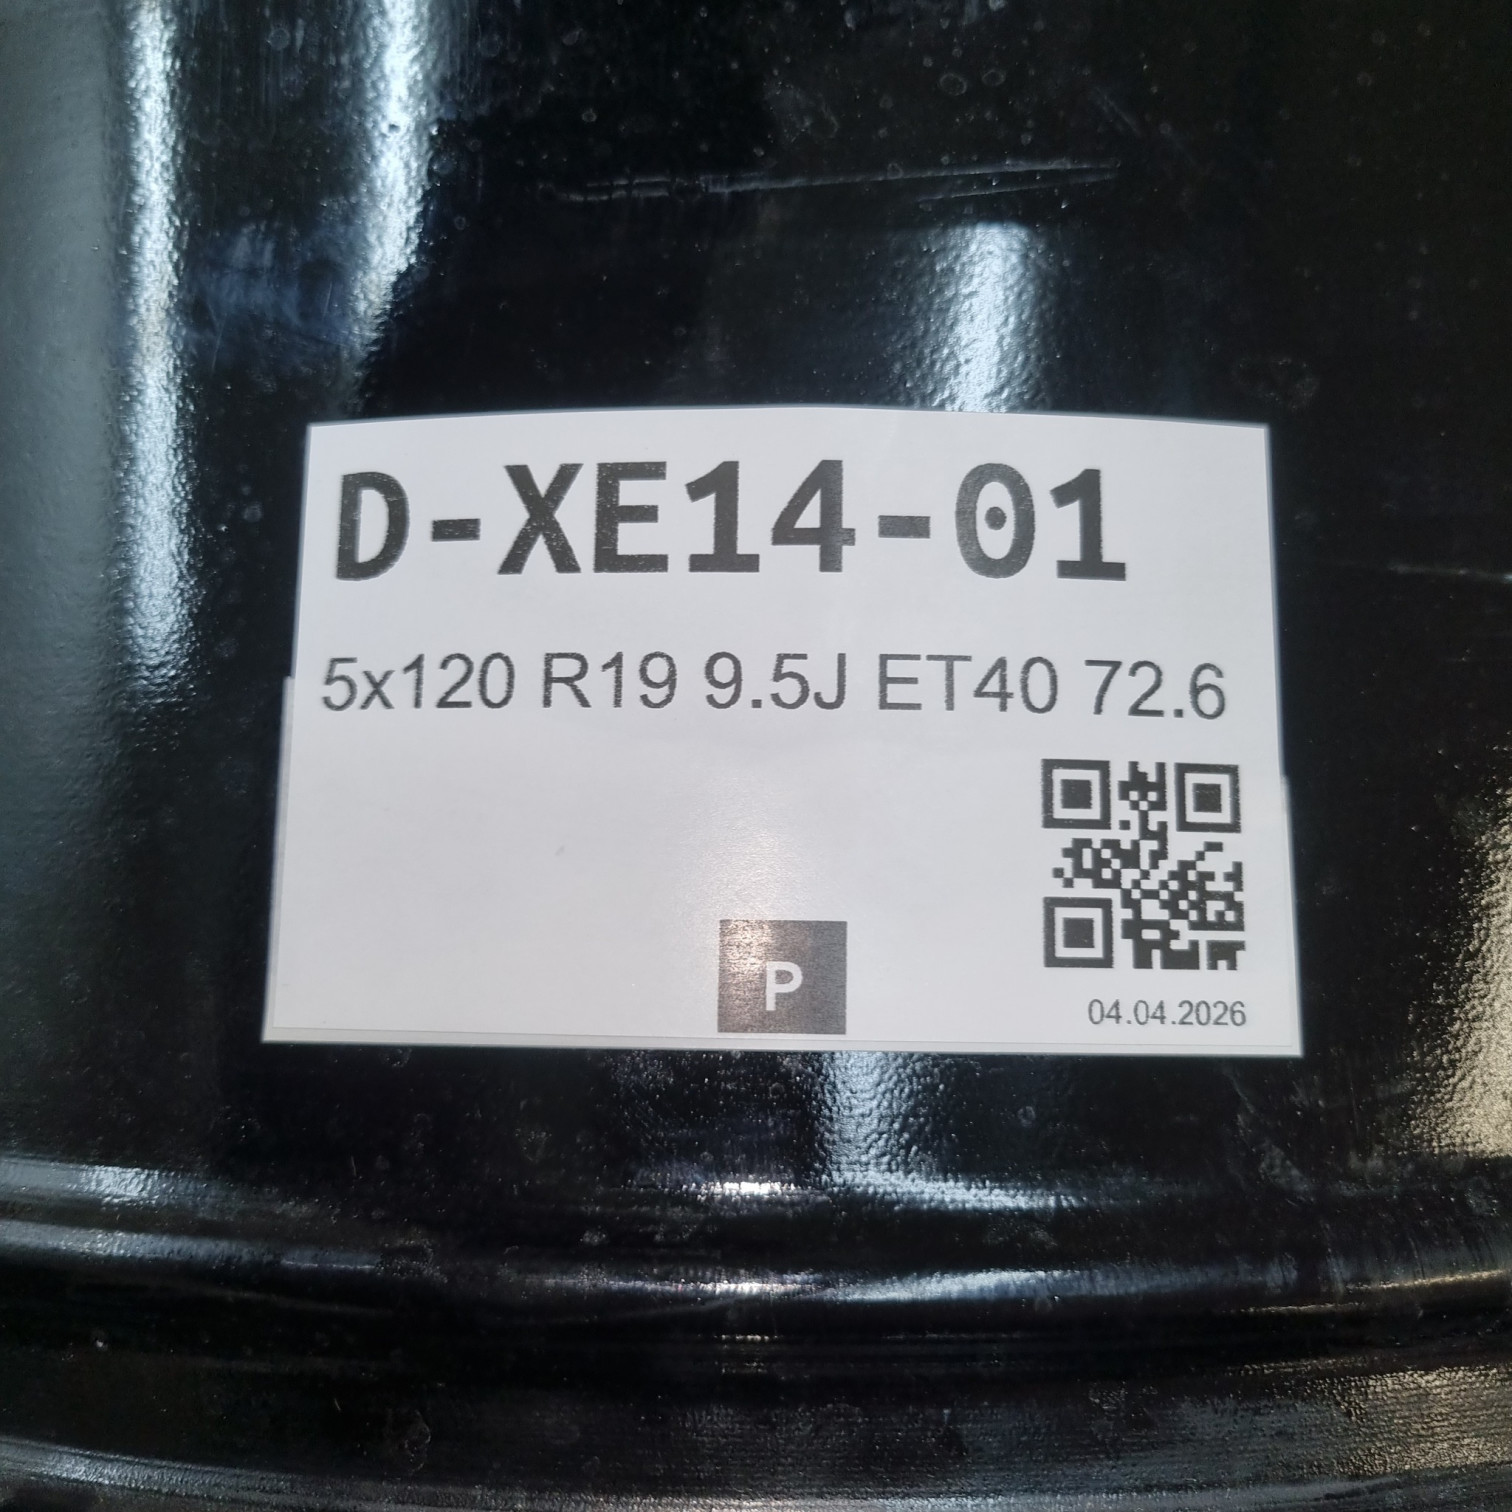 D-XE14-01
5x120 R19 9.5J ET40 72.6
P
04.04.2026